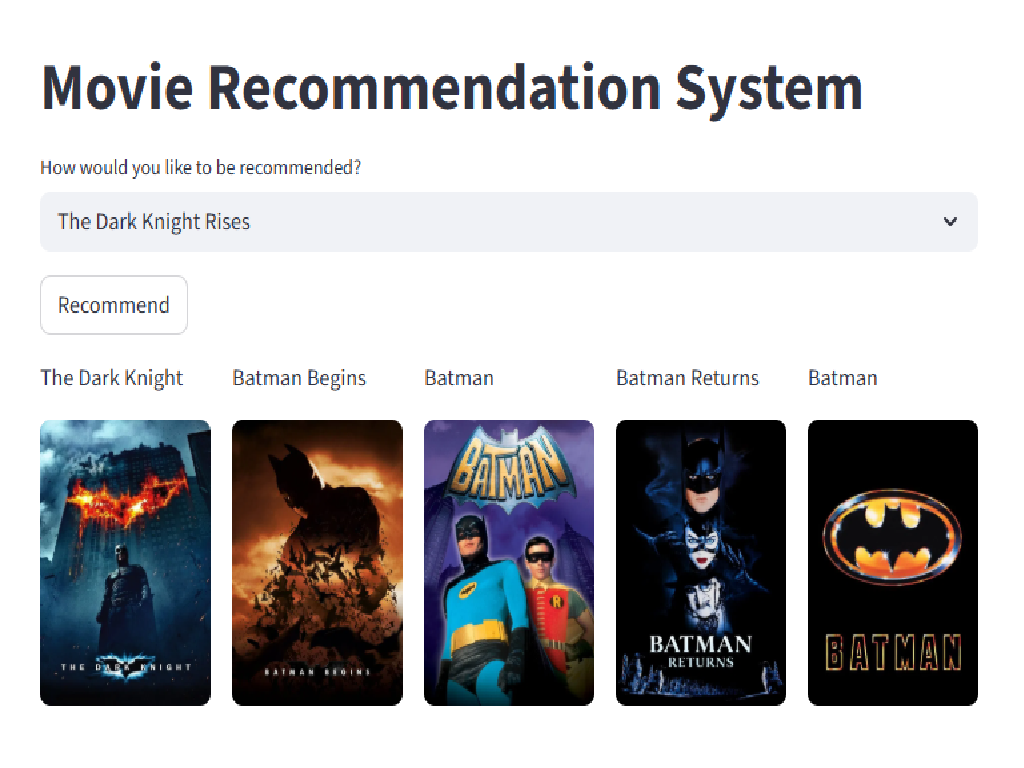 Movie Recommendation System
How would you like to be recommended?
The Dark Knight Rises
Recommend
The Dark Knight
Batman Begins
Batman
Batman Returns
Batman
THE DARK KNIGHT
BATMAN BEGINS
BATMAN
R
BATMAN
RETURNS
BATMAN